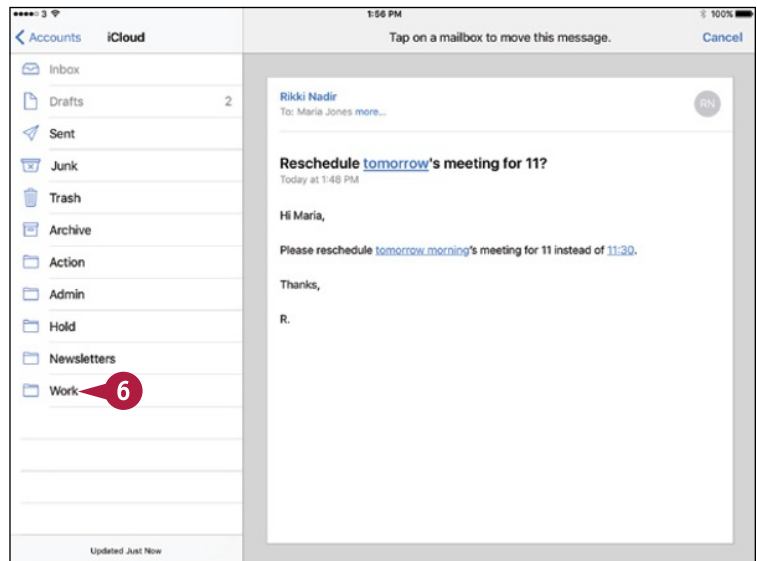 3
1:56 PM
100%
Accounts
iCloud
Tap on a mailbox to move this message.
Cancel
Inbox
Drafts 2
Sent
Junk
Trash
Archive
Action
Admin
Hold
Newsletters
Work
6
Updated Just Now
Rikki Nadir
RN
To: Maria Jones more...
Reschedule tomorrow's meeting for 11?
Today at 1:48 PM
Hi Maria,
Please reschedule tomorrow morning's meeting for 11 instead of 11:30.
Thanks,
R.